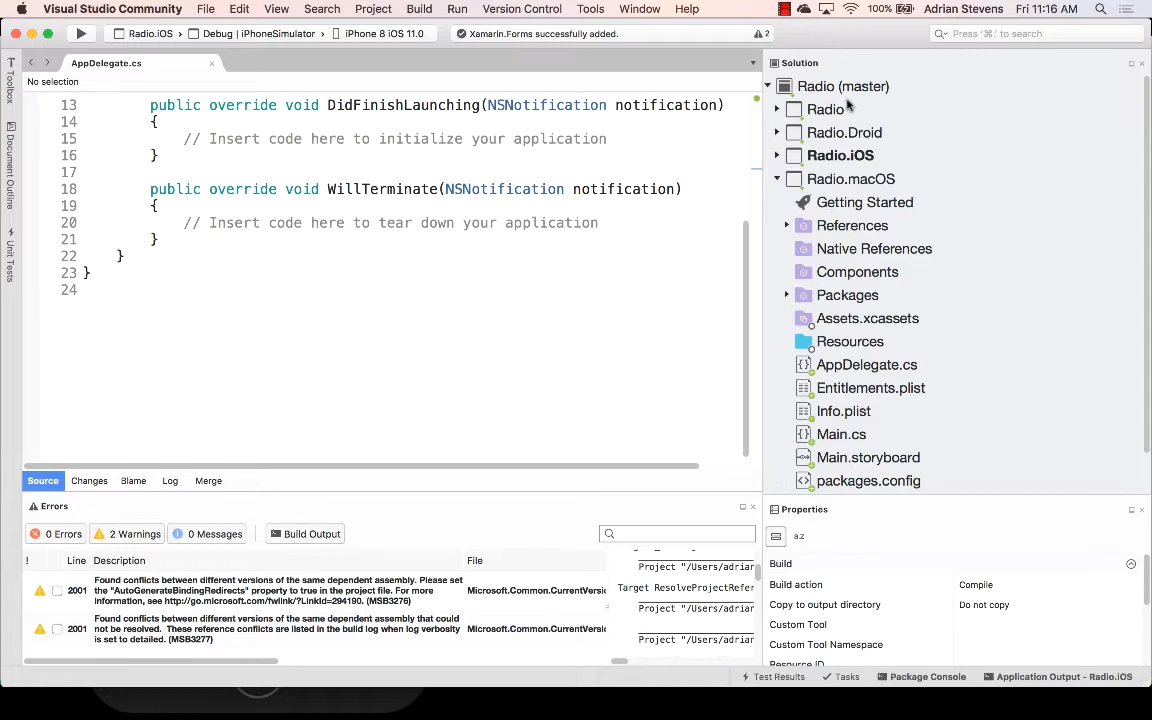 Visual Studio Community File Edit View Search Project Build Run Version Control Tools Window Help 100% Adrian Stevens Fri 11:16 AM
Radio.iOS Debug | iPhoneSimulator iPhone 8 iOS 11.0 Xamarin.Forms successfully added. 2 Press '⌘.' to search
AppDelegate.cs
No selection
Toolbox
Document Outline
Unit Tests
13 public override void DidFinishLaunching(NSNotification notification)
14 {
15 // Insert code here to initialize your application
16 }
17
18 public override void WillTerminate(NSNotification notification)
19 {
20 // Insert code here to tear down your application
21 }
22 }
23 }
24
Source Changes Blame Log Merge
Errors
0 Errors 2 Warnings 0 Messages Build Output
! Line Description File
2001 Found conflicts between different versions of the same dependent assembly. Please set
the "AutoGenerateBindingRedirects" property to true in the project file. For more
information, see http://go.microsoft.com/fwlink/?LinkId=294190. (MSB3276)
Microsoft.Common.CurrentVersio
2001 Found conflicts between different versions of the same dependent assembly that could
not be resolved. These reference conflicts are listed in the build log when log verbosity
is set to detailed. (MSB3277)
Microsoft.Common.CurrentVersio
Project "/Users/adrian
Target ResolveProjectRefer
Project "/Users/adrian
Project "/Users/adrian
Solution
Radio (master)
Radio
Radio.Droid
Radio.iOS
Radio.macOS
Getting Started
References
Native References
Components
Packages
Assets.xcassets
Resources
AppDelegate.cs
Entitlements.plist
Info.plist
Main.cs
Main.storyboard
packages.config
Properties
a.z
Build
Build action Compile
Copy to output directory Do not copy
Custom Tool
Custom Tool Namespace
Resource ID
Test Results Tasks Package Console Application Output - Radio.iOS